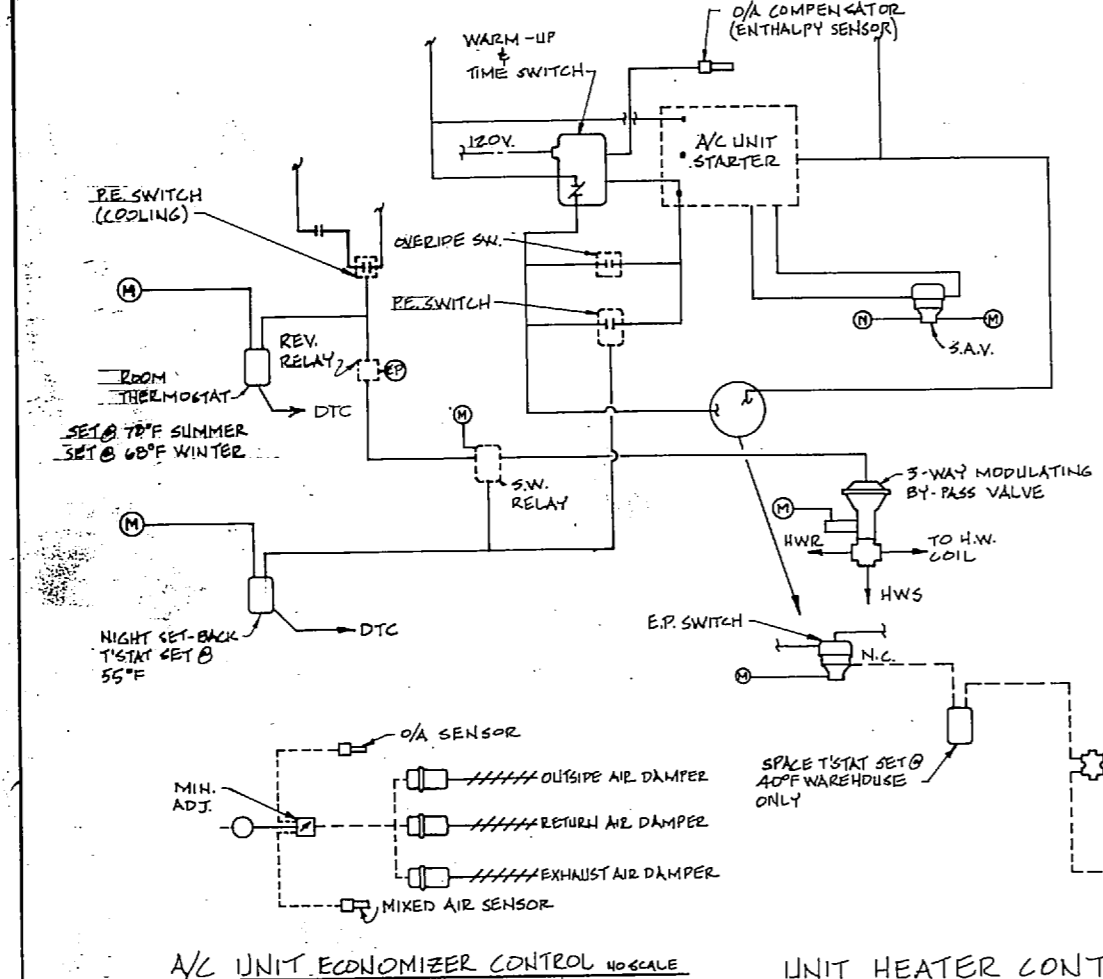 O/A COMPENSATOR
(ENTHALPY SENSOR)
WARM-UP
&
TIME SWITCH
120V.
A/C UNIT
STARTER
P.E. SWITCH
(COOLING)
OVERIDE SW.
M
P.E. SWITCH
N
M
S.A.V.
REV.
RELAY
EP
ROOM
THERMOSTAT
DTC
SET @ 78°F SUMMER
SET @ 68°F WINTER
M
S.W.
RELAY
3-WAY MODULATING
BY-PASS VALVE
M
M
HWR
TO H.W.
COIL
HWS
NIGHT SET-BACK
T'STAT SET @
55°F
DTC
E.P. SWITCH
N.C.
M
SPACE T'STAT SET @
40°F WAREHOUSE
ONLY
O/A SENSOR
MIN.
ADJ.
OUTSIDE AIR DAMPER
RETURN AIR DAMPER
EXHAUST AIR DAMPER
MIXED AIR SENSOR
A/C UNIT ECONOMIZER CONTROL NO SCALE
UNIT HEATER CONT